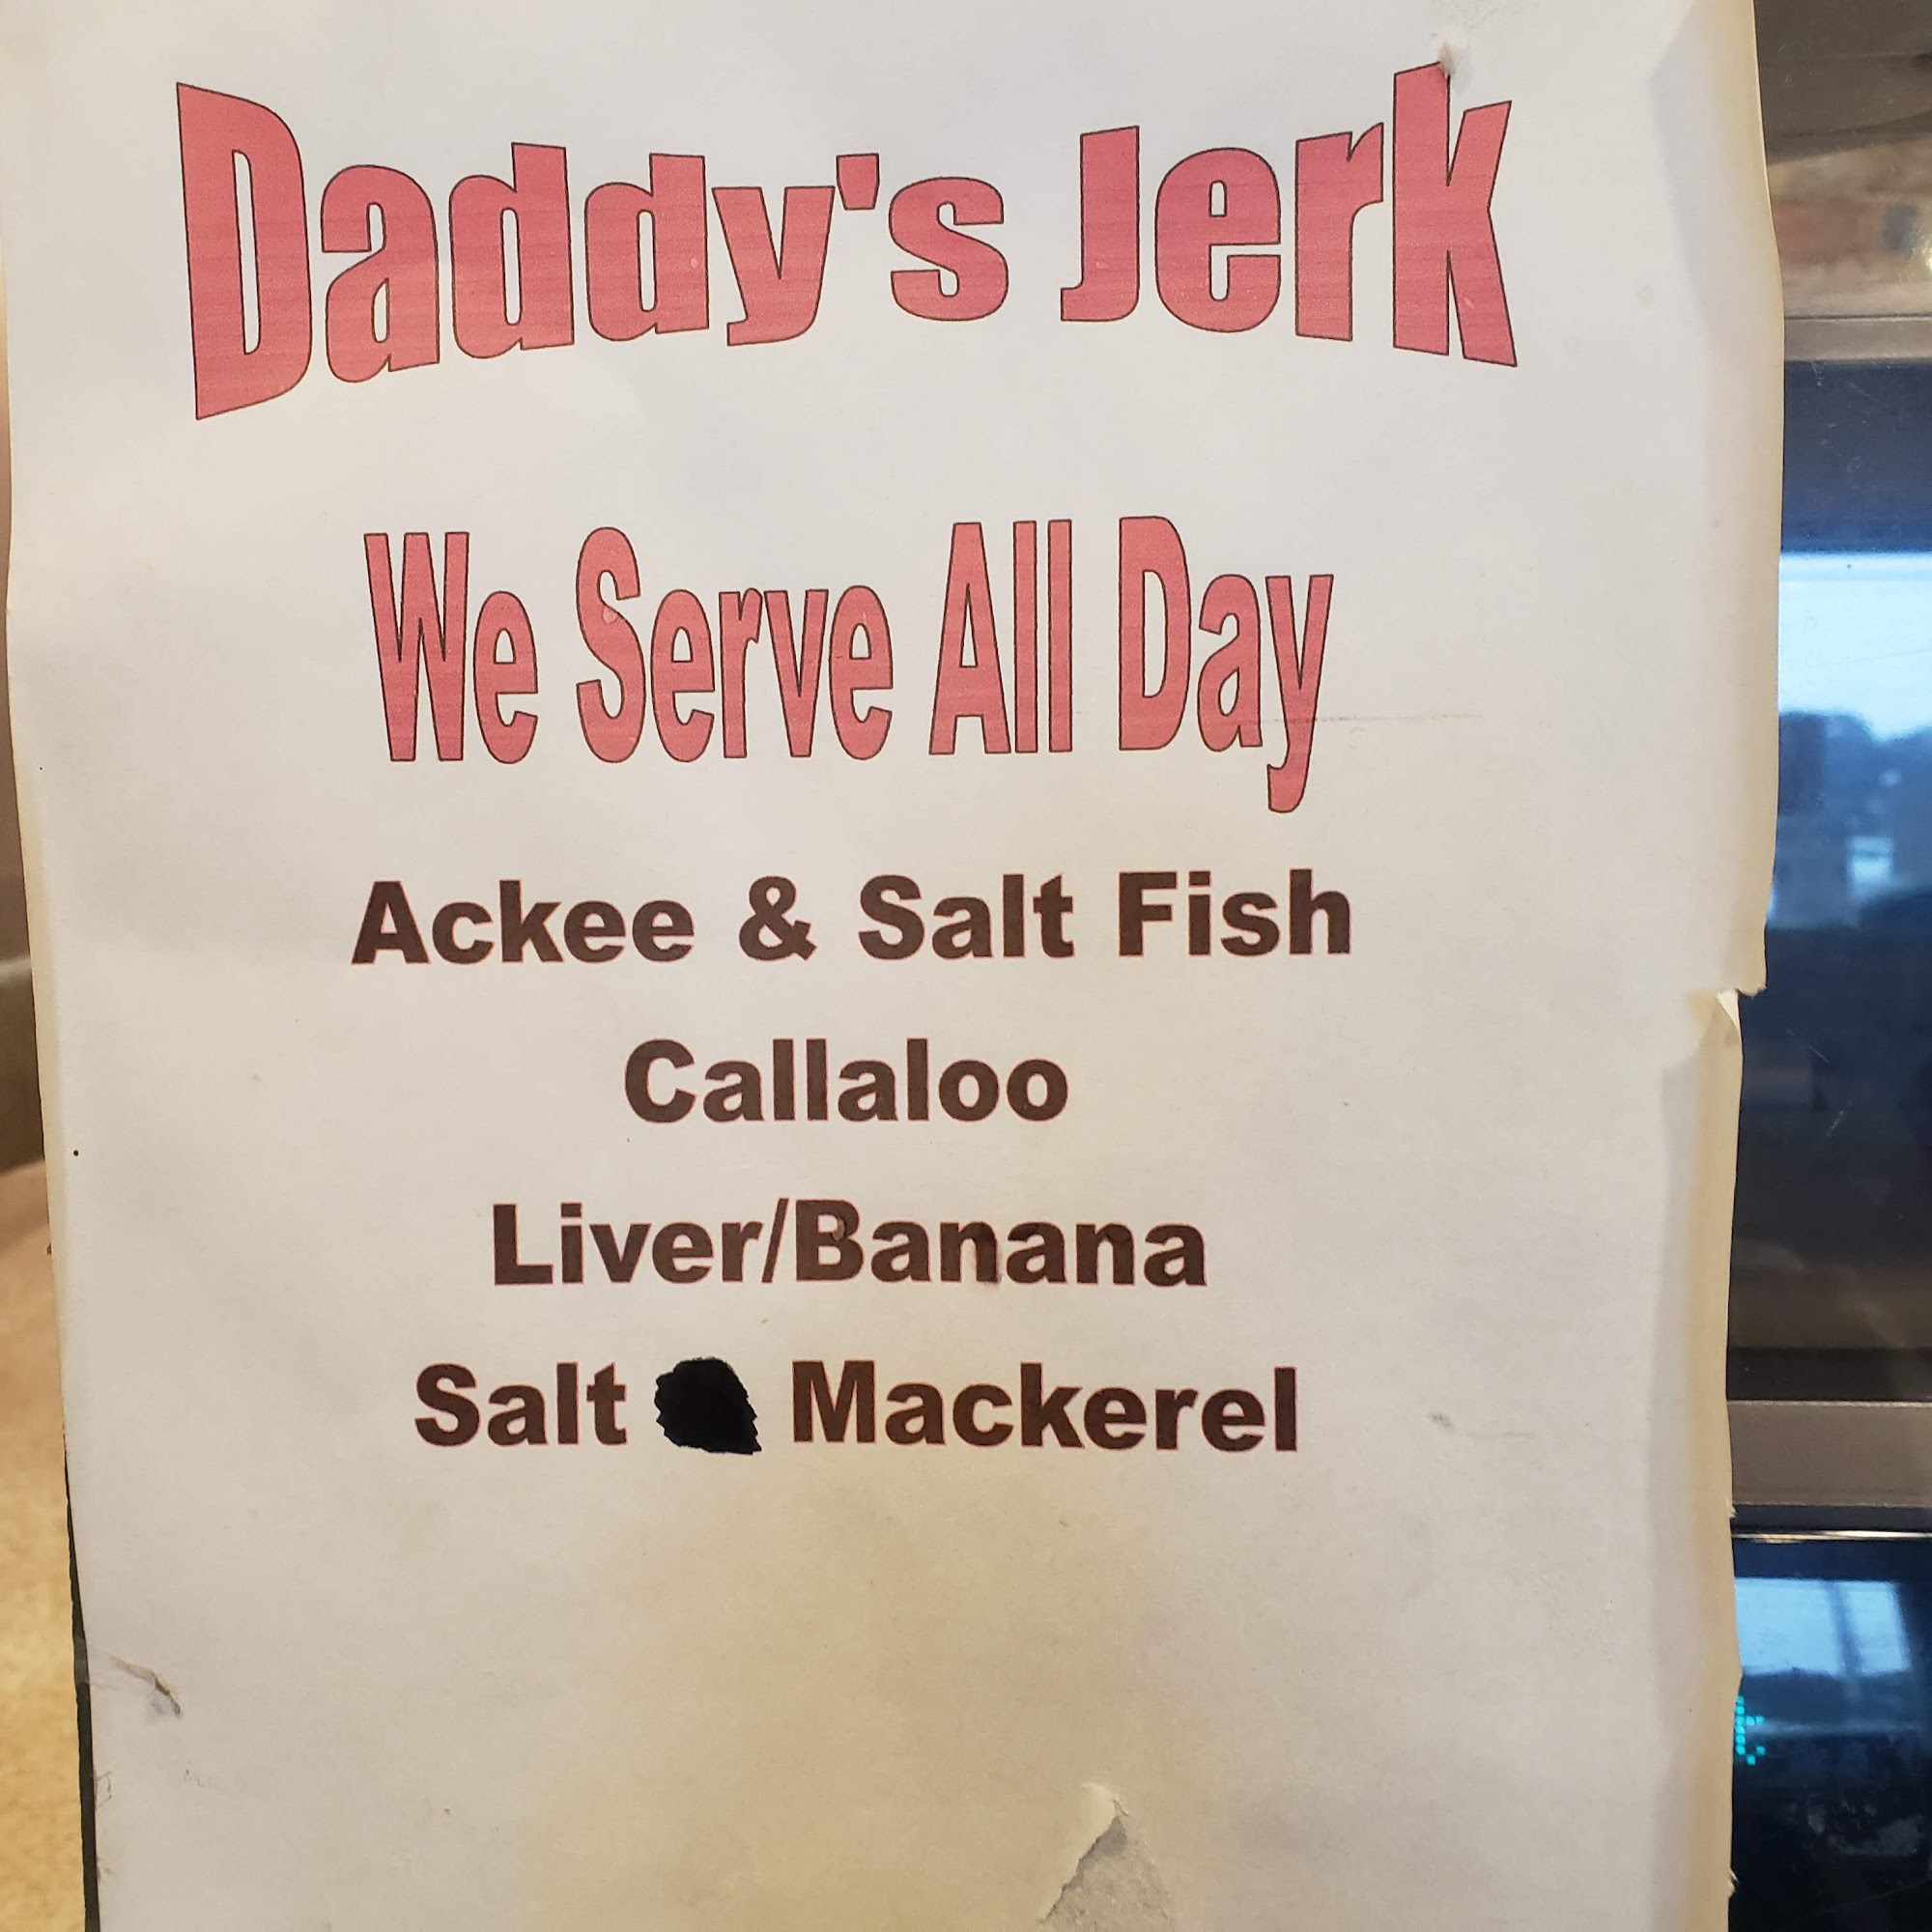 Daddy's Jerk
We Serve All Day
Ackee & Salt Fish
Callaloo
Liver/Banana
Salt Mackerel